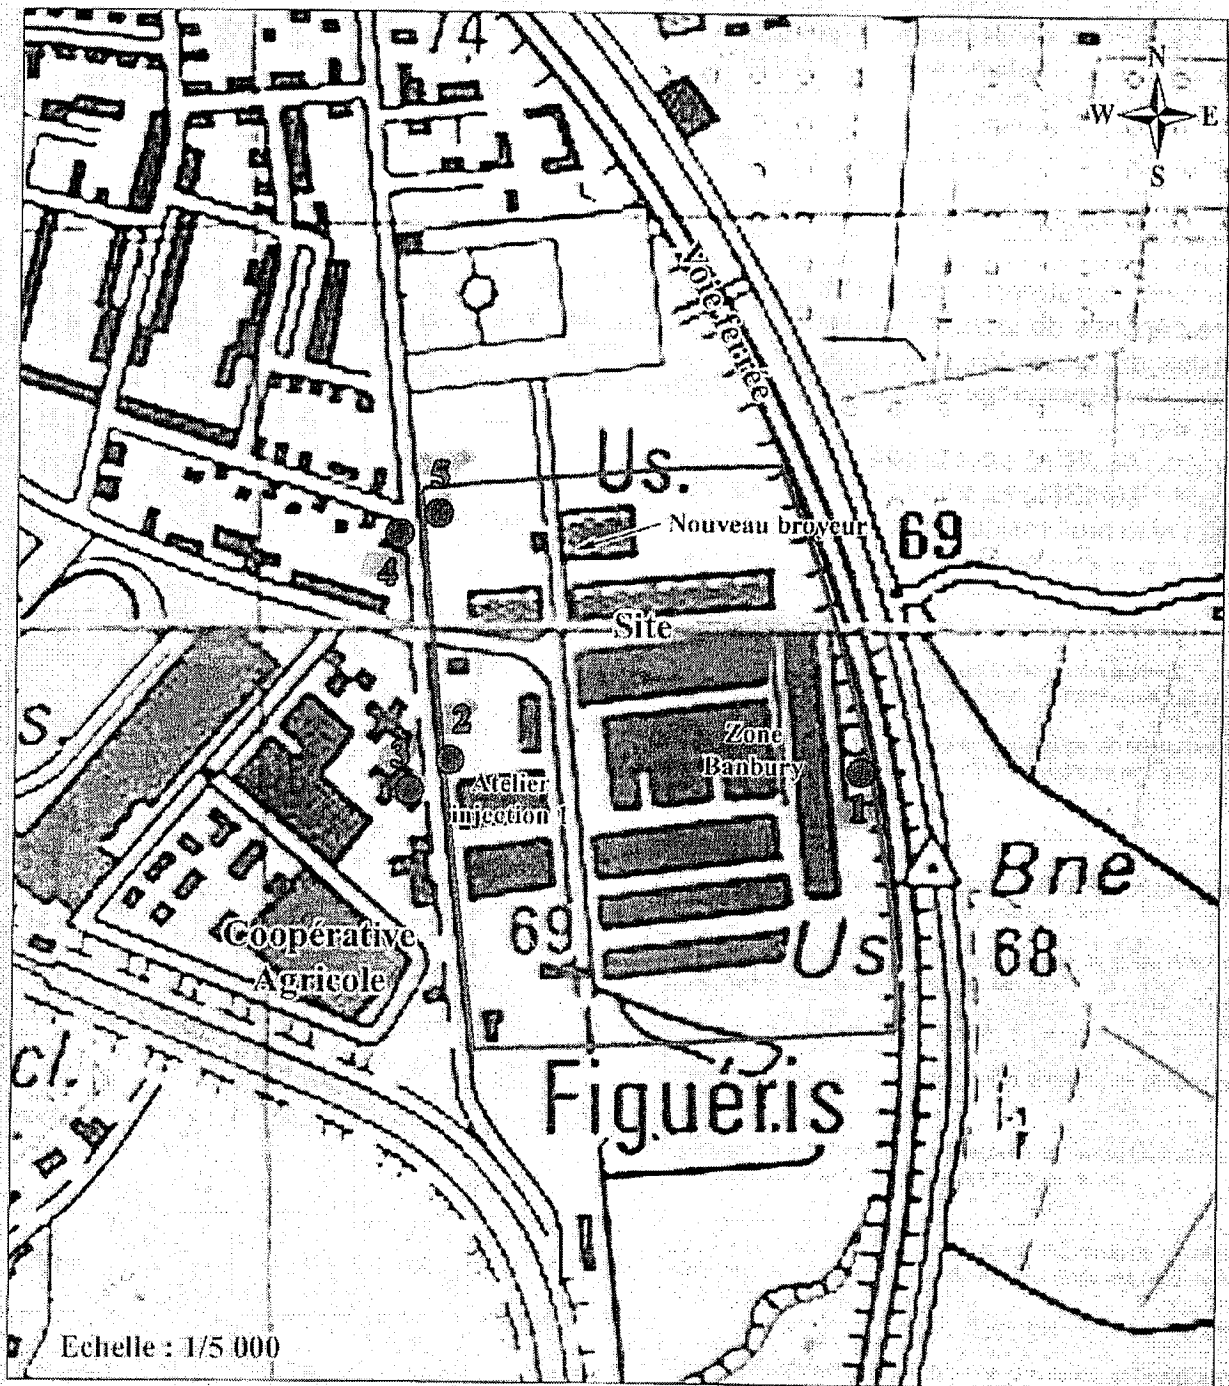 74
N
W E
S
Voie ferrée
Us.
5
Nouveau broyeur
69
4
Site
s.
2
Zone
Banbury
Atelier
injection 1
1
Bne
Coopérative
Agricole
69
Us
68
cl.
Figuéris
Echelle : 1/5 000